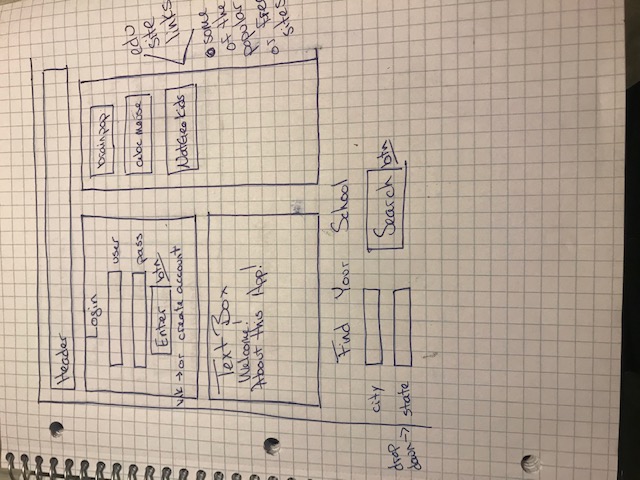 Header
Login
user
pass
Enter btn
link → or create account
Text Box
Welcome!
About this App!
brainpop
abc mouse
NatGeo Kids
edu
site
links
some
of the
popular
or free
sites
Find Your School
city
drop
down → state
Search btn